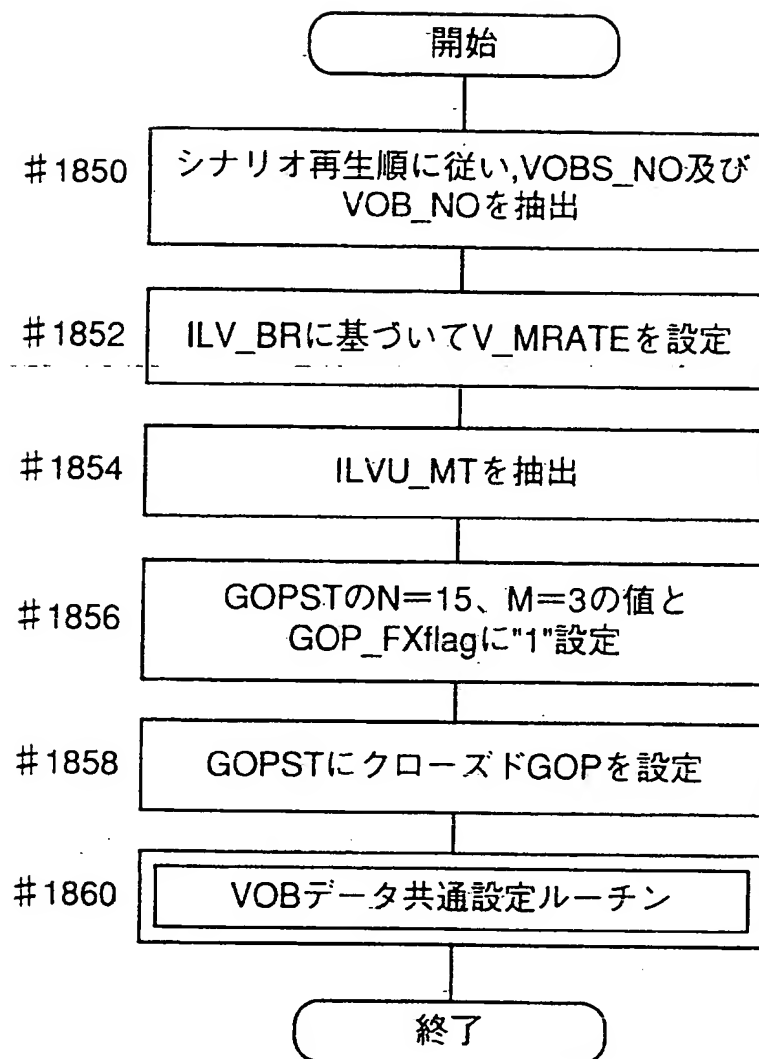 開始
#1850
シナリオ再生順に従い,VOBS_NO及び
VOB_NOを抽出
#1852
ILV_BRに基づいてV_MRATEを設定
#1854
ILVU_MTを抽出
#1856
GOPSTのN=15、M=3の値と
GOP_FXflagに"1"設定
#1858
GOPSTにクローズドGOPを設定
#1860
VOBデータ共通設定ルーチン
終了